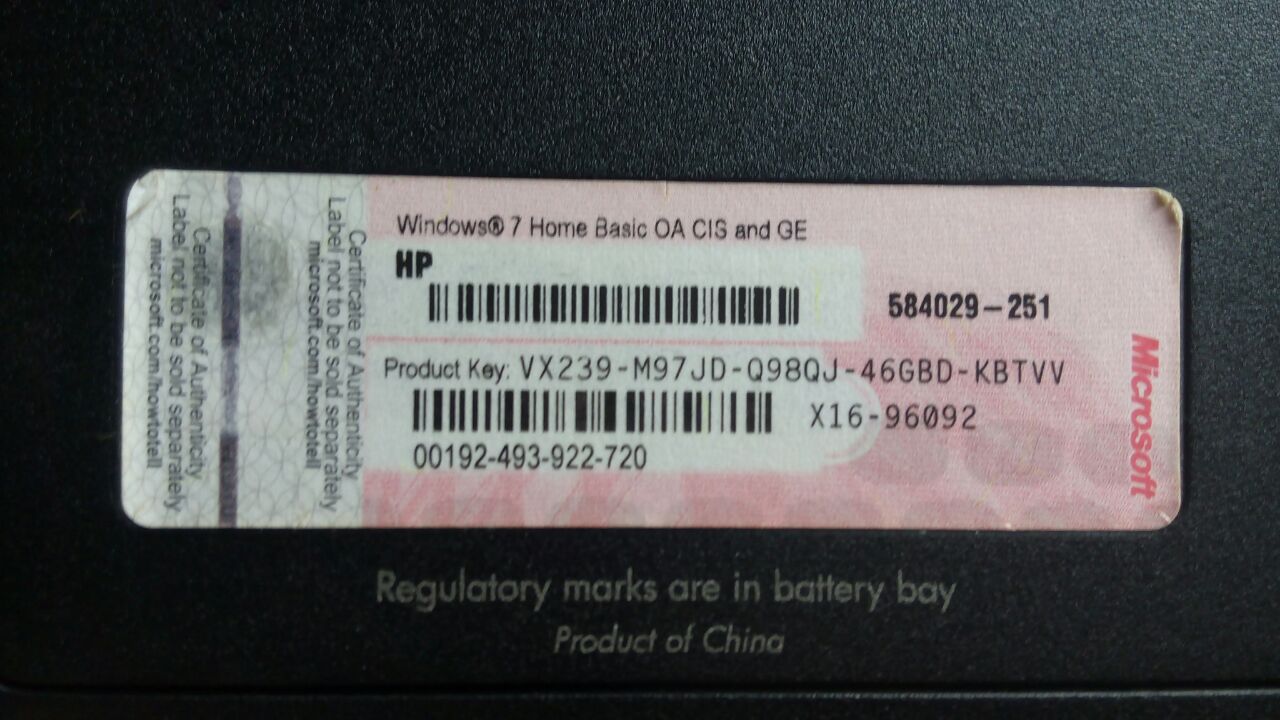 Certificate of Authenticity
Label not to be sold separately
microsoft.com/howtotell
Certificate of Authenticity
Label not to be sold separately
microsoft.com/howtotell
Windows® 7 Home Basic OA CIS and GE
HP
584029-251
Product Key: VX239-M97JD-Q98QJ-46GBD-KBTVV
X16-96092
00192-493-922-720
Microsoft
Regulatory marks are in battery bay
Product of China